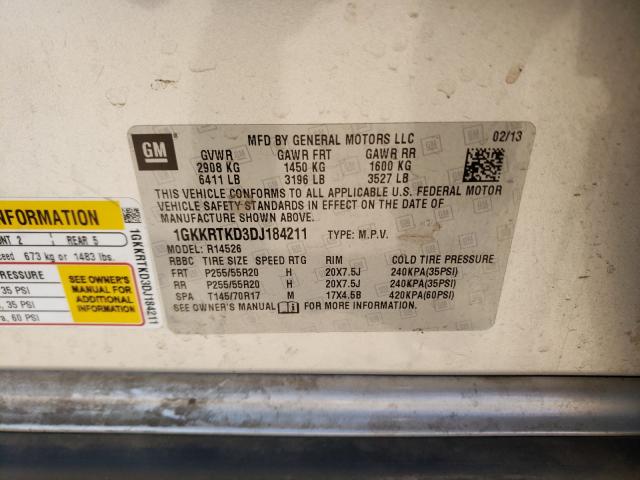 GM
MFD BY GENERAL MOTORS LLC 02/13
GVWR GAWR FRT GAWR RR
2908 KG 1450 KG 1600 KG
6411 LB 3196 LB 3527 LB
THIS VEHICLE CONFORMS TO ALL APPLICABLE U.S. FEDERAL MOTOR
VEHICLE SAFETY STANDARDS IN EFFECT ON THE DATE OF
MANUFACTURE SHOWN ABOVE.
1GKKRTKD3DJ184211 TYPE: M.P.V.
MODEL: R14526
RBBC TIRE SIZE SPEED RTG RIM COLD TIRE PRESSURE
FRT P255/55R20 H 20X7.5J 240KPA(35PSI)
RR P255/55R20 H 20X7.5J 240KPA(35PSI)
SPA T145/70R17 M 17X4.5B 420KPA(60PSI)
SEE OWNER'S MANUAL FOR MORE INFORMATION
INFORMATION
2 REAR 5
exceed 673 kg or 1483 lbs.
PRESSURE
35 PSI
35 PSI
60 PSI
SEE OWNER'S
MANUAL FOR
ADDITIONAL
INFORMATION
1GKKRTKD3DJ184211